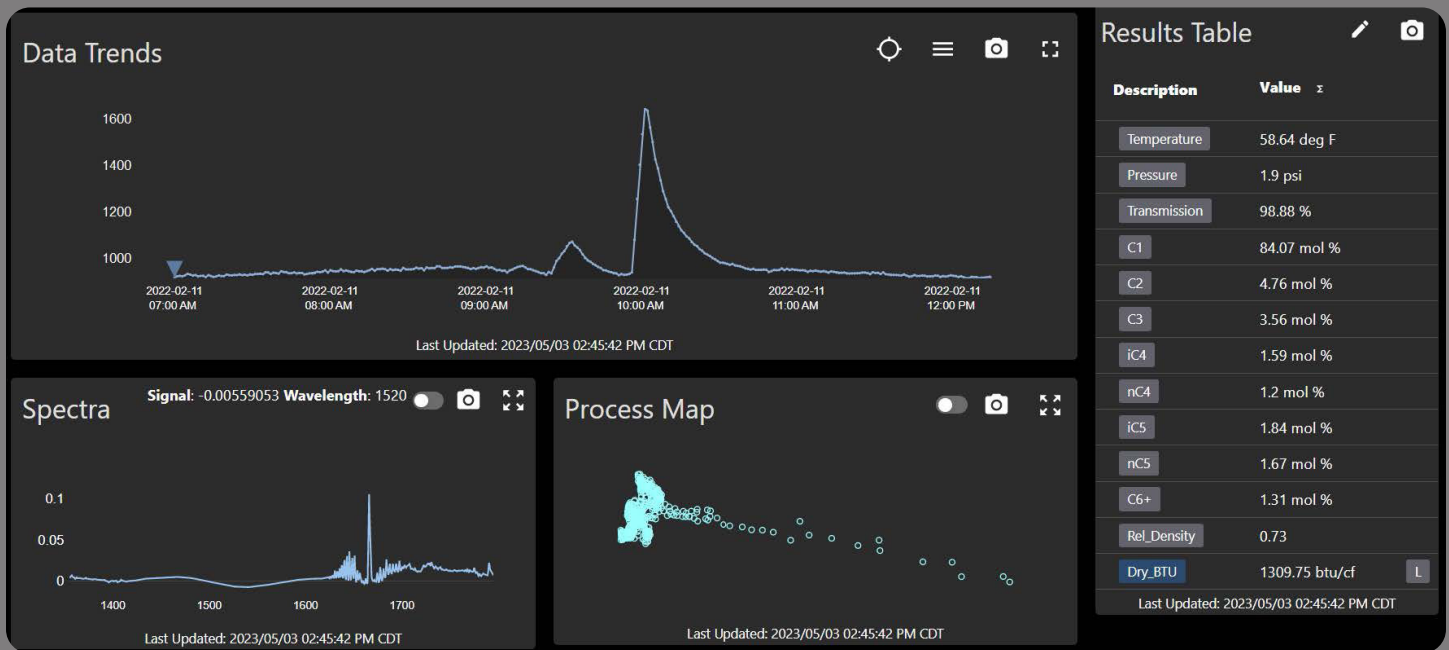 Data Trends
1600
1400
1200
1000
2022-02-11 2022-02-11 2022-02-11 2022-02-11 2022-02-11 2022-02-11
07:00 AM 08:00 AM 09:00 AM 10:00 AM 11:00 AM 12:00 PM
Last Updated: 2023/05/03 02:45:42 PM CDT
Spectra
Signal: -0.00559053 Wavelength: 1520
0.1
0.05
0
1400 1500 1600 1700
Last Updated: 2023/05/03 02:45:42 PM CDT
Process Map
Last Updated: 2023/05/03 02:45:42 PM CDT
Results Table
Description Value Σ
Temperature 58.64 deg F
Pressure 1.9 psi
Transmission 98.88 %
C1 84.07 mol %
C2 4.76 mol %
C3 3.56 mol %
iC4 1.59 mol %
nC4 1.2 mol %
iC5 1.84 mol %
nC5 1.67 mol %
C6+ 1.31 mol %
Rel_Density 0.73
Dry_BTU 1309.75 btu/cf L
Last Updated: 2023/05/03 02:45:42 PM CDT